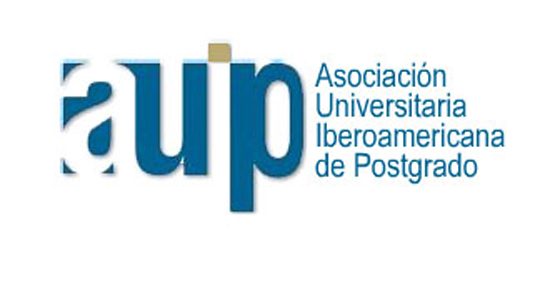 auip
Asociación
Universitaria
Iberoamericana
de Postgrado